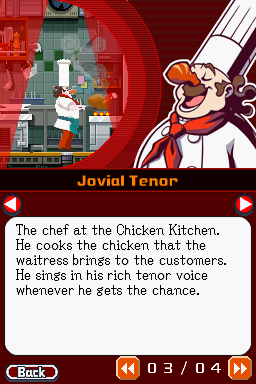 Jovial Tenor
The chef at the Chicken Kitchen.
He cooks the chicken that the
waitress brings to the customers.
He sings in his rich tenor voice
whenever he gets the chance.
Back
03/04